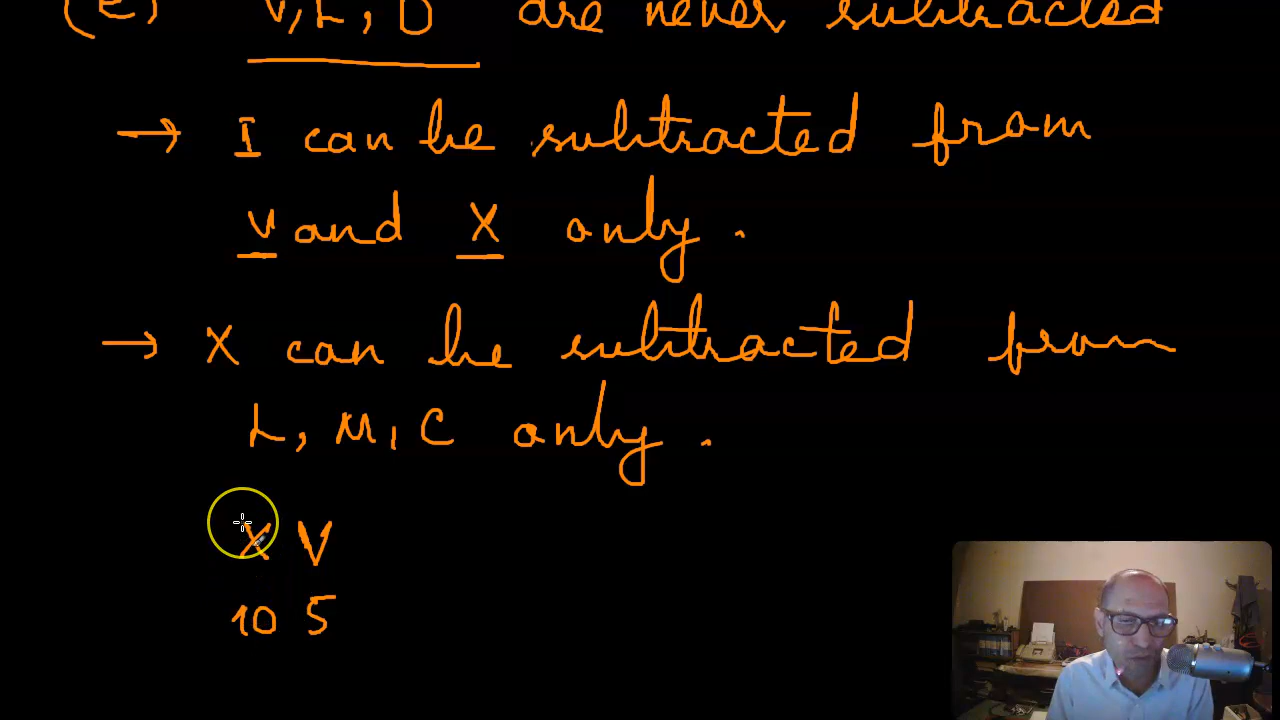 (e) V, L, D are never subtracted
→ I can be subtracted from
V and X only.
→ X can be subtracted from
L, M, C only.
X V
10 5